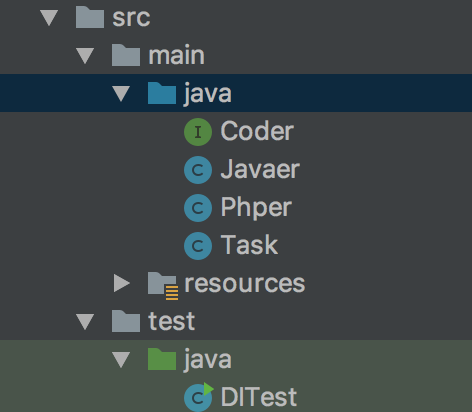 src
main
java
Coder
Javaer
Phper
Task
resources
test
java
DITest